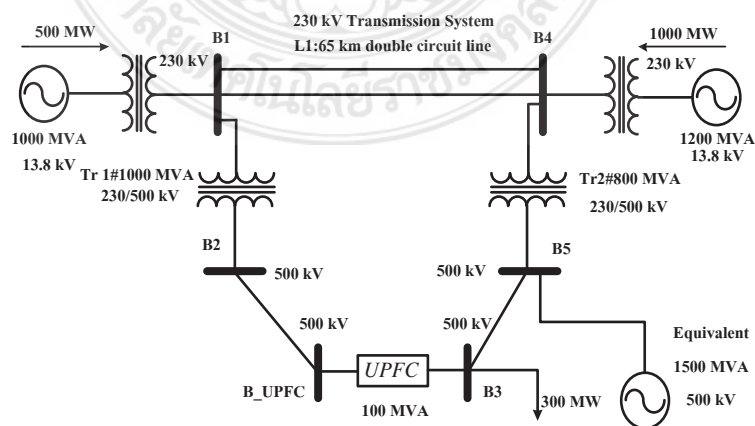 230 kV Transmission System
500 MW
B1
L1:65 km double circuit line
B4
1000 MW
230 kV
230 kV
1000 MVA
13.8 kV
1200 MVA
13.8 kV
Tr 1#1000 MVA
230/500 kV
Tr2#800 MVA
230/500 kV
B2
500 kV
B5
500 kV
500 kV
500 kV
Equivalent
1500 MVA
500 kV
UPFC
B_UPFC
B3
100 MVA
300 MW